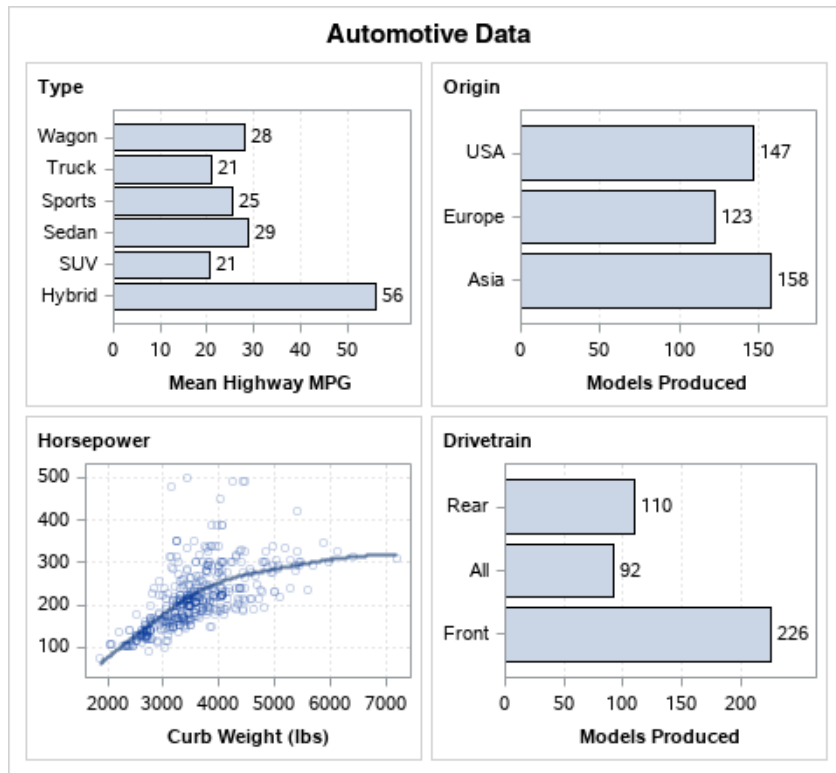 Automotive Data
Type
Wagon 28
Truck 21
Sports 25
Sedan 29
SUV 21
Hybrid 56
0 10 20 30 40 50
Mean Highway MPG
Origin
USA 147
Europe 123
Asia 158
0 50 100 150
Models Produced
Horsepower
500
400
300
200
100
2000 3000 4000 5000 6000 7000
Curb Weight (lbs)
Drivetrain
Rear 110
All 92
Front 226
0 50 100 150 200
Models Produced